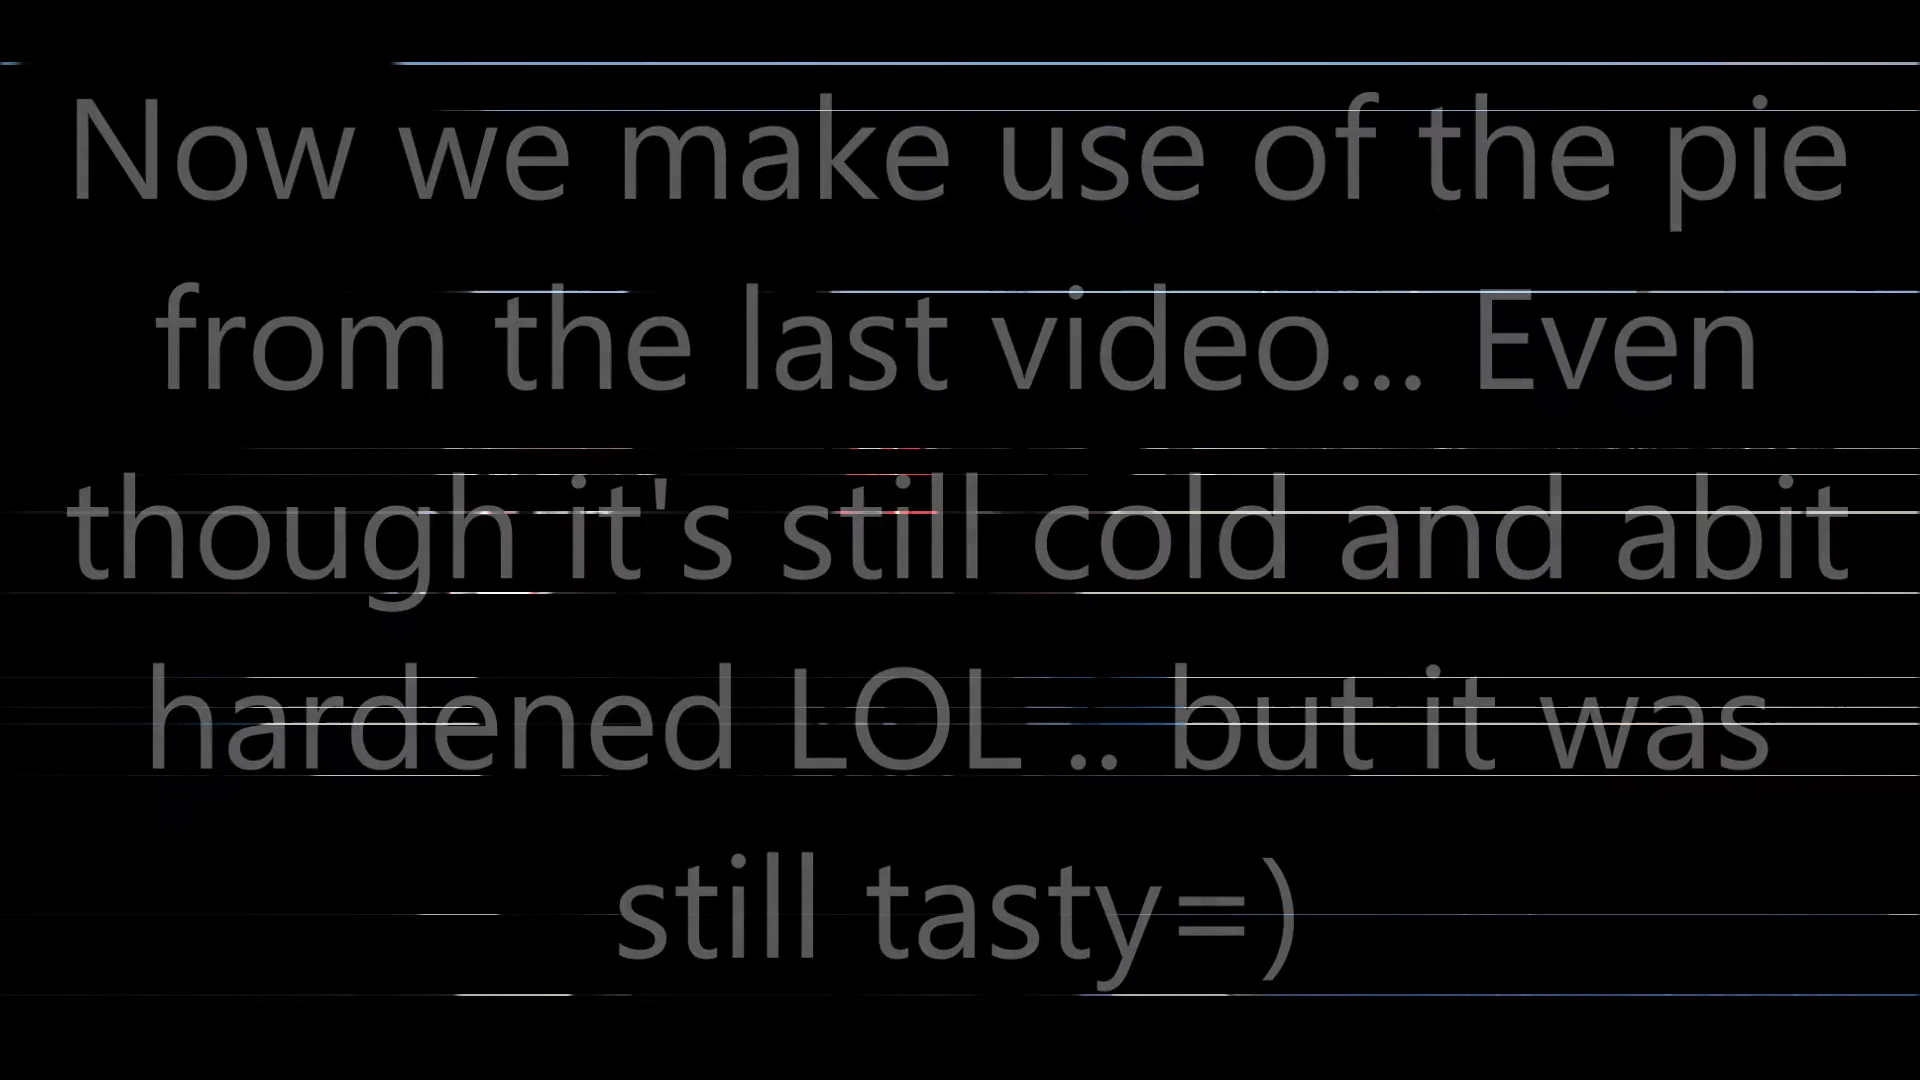 Now we make use of the pie
from the last video... Even
though it's still cold and abit
hardened LOL .. but it was
still tasty=)